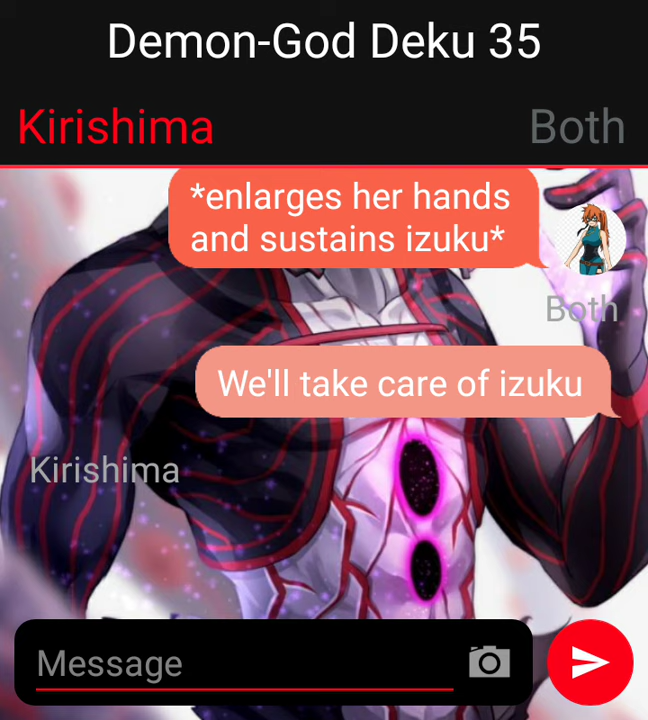 Demon-God Deku 35
Kirishima
Both
*enlarges her hands
and sustains izuku*
Both
We'll take care of izuku
Kirishima
Message